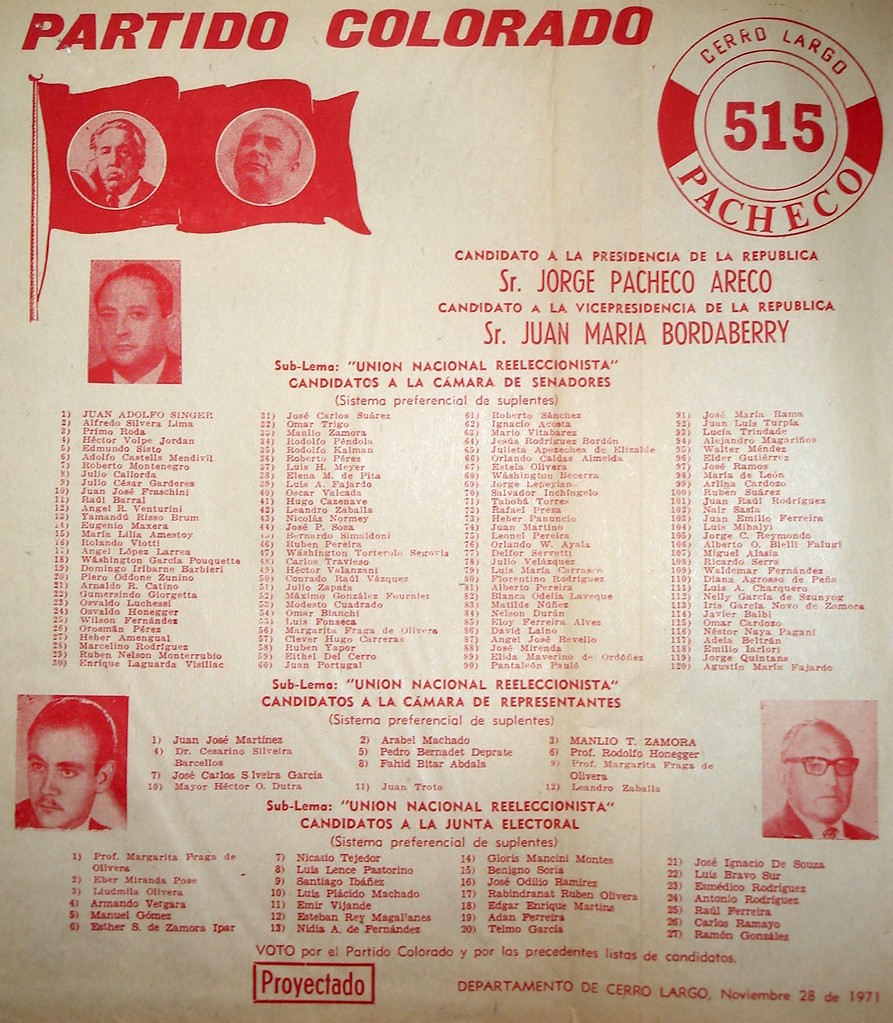 PARTIDO COLORADO
CERRO LARGO
515
PACHECO
CANDIDATO A LA PRESIDENCIA DE LA REPUBLICA
Sr. JORGE PACHECO ARECO
CANDIDATO A LA VICEPRESIDENCIA DE LA REPUBLICA
Sr. JUAN MARIA BORDABERRY
Sub-Lema: "UNION NACIONAL REELECCIONISTA"
CANDIDATOS A LA CÁMARA DE SENADORES
(Sistema preferencial de suplentes)
1) JUAN ADOLFO SINGER
2) Alfredo Silvera Lima
3) Primo Roda
4) Héctor Volpe Jordan
5) Edmundo Sisto
6) Adolfo Castells Mendivil
7) Roberto Montenegro
8) Julio Callorda
9) Julio César Garderes
10) Juan José Fraschini
11) Raúl Barral
12) Angel R. Venturini
13) Yamandú Risso Brum
14) Eugenio Maxera
15) María Lilia Amestoy
16) Rolando Viotti
17) Angel López Larrea
18) Wáshington García Pouquette
19) Domingo Iribarne Barbieri
20) Piero Oddone Zunino
21) Arnaldo R. Catino
22) Gumersindo Giorgetta
23) Osvaldo Luchessi
24) Osvaldo Honegger
25) Wilson Fernández
26) Orosmán Pérez
27) Heber Amengual
28) Marcelino Rodríguez
29) Ruben Nelson Monterrubio
30) Enrique Laguarda Visillac
31) José Carlos Suárez
32) Omar Trigo
33) Manlio Zamora
34) Rodolfo Péndola
35) Rodolfo Kalman
36) Roberto Pérez
37) Luis H. Meyer
38) Elena M. de Pita
39) Luis A. Fajardo
40) Oscar Valcada
41) Hugo Cazenave
42) Leandro Zaballa
43) Nicolás Normey
44) José P. Sosa
Bernardo Simaldoni
46) Ruben Pereira
47) Wáshington Torterolo Segovia
48) Carlos Travieso
49) Héctor Valanzani
50) Conrado Raúl Vázquez
51) Julio Zapata
52) Máximo González Fournier
53) Modesto Cuadrado
54) Omar Bianchi
55) Luis Fonseca
56) Margarita Fraga de Olivera
57) Clever Hugo Carreras
58) Ruben Yapor
59) Eithel Del Cerro
60) Juan Portugal
61) Roberto Sánchez
62) Ignacio Acosta
63) Mario Vitabarez
64) Jesús Rodríguez Bordón
65) Julieta Apezechea de Elizalde
66) Orlando Caldas Almeida
67) Estela Olivera
68) Wáshington Becerra
69) Jorge Lepeyian
70) Salvador Inchingelo
71) Tabobá Torres
72) Rafael Preza
73) Heber Panuncio
74) Juan Martino
75) Leonel Pereira
76) Orlando W. Ayala
77) Delfor Servetti
78) Julio Velázquez
79) Luis María Carrasco
80) Florentino Rodríguez
81) Alberto Pereira
82) Blanca Odelia Laveque
83) Matilde Núñez
84) Nelson Durán
85) Eloy Ferreira Alves
86) David Laino
87) Angel José Revello
88) José Miranda
89) Elida Maverino de Ordóñez
90) Pantaleón Pauló
91) José María Rama
92) Juan Luis Turpía
93) Lucía Trindade
94) Alejandro Magariños
95) Walter Méndez
96) Elder Gutiérrez
97) José Ramos
98) María de León
99) Arlina Cardozo
100) Ruben Suárez
101) Juan Raúl Rodríguez
102) Nair Sasía
103) Juan Emilio Ferreira
104) Luis Mihalyi
105) Jorge C. Reymondo
106) Alberto O. Bielli Falugi
107) Miguel Alasia
108) Ricardo Serra
109) Waldemar Fernández
110) Diana Agrosso de Peña
111) Luis A. Charquero
112) Nelly García de Szunyog
113) Iris García Novo de Zamora
114) Javier Balbi
115) Omar Cardozo
116) Néstor Naya Pagani
117) Adela Beltrán
118) Emilio Iarlori
119) Jorge Quintans
120) Agustín María Fajardo
Sub-Lema: "UNION NACIONAL REELECCIONISTA"
CANDIDATOS A LA CÁMARA DE REPRESENTANTES
(Sistema preferencial de suplentes)
1) Juan José Martínez
2) Arabel Machado
3) MANLIO T. ZAMORA
4) Dr. Cesarino Silveira
Barcellos
5) Pedro Bernadet Deprate
6) Prof. Rodolfo Honegger
7) José Carlos S lveira García
8) Fahid Bitar Abdala
9) Prof. Margarita Fraga de
Olivera
10) Mayor Héctor O. Dutra
11) Juan Troto
12) Leandro Zaballa
Sub-Lema: "UNION NACIONAL REELECCIONISTA"
CANDIDATOS A LA JUNTA ELECTORAL
(Sistema preferencial de suplentes)
1) Prof. Margarita Fraga de
Olivera
2) Eber Miranda Pose
3) Liudmila Olivera
4) Armando Vergara
5) Manuel Gómez
6) Esther S. de Zamora Ipar
7) Nicasio Tejedor
8) Luis Lence Pastorino
9) Santiago Ibáñez
10) Luis Plácido Machado
11) Emir Vijande
12) Esteban Rey Magal'anes
13) Nidia A. de Fernández
14) Gloris Mancini Montes
15) Benigno Soria
16) José Odilio Ramírez
17) Rabindranat Ruben Olivera
18) Edgar Enrique Martins
19) Adan Ferreira
20) Telmo García
21) José Ignacio De Souza
22) Luis Bravo Sur
23) Esmédico Rodríguez
24) Antonio Rodríguez
25) Raúl Ferreira
26) Carlos Ramayo
27) Ramón González
VOTO por el Partido Colorado y por las precedentes listas de candidatos.
Proyectado
DEPARTAMENTO DE CERRO LARGO, Noviembre 28 de 1971